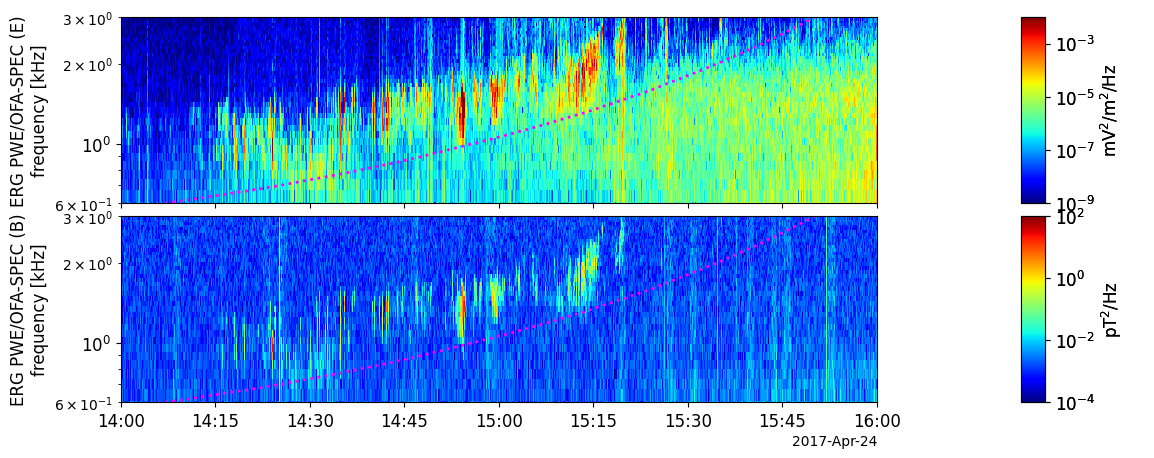 ERG PWE/OFA-SPEC (E)
frequency [kHz]
3 × 10⁰
2 × 10⁰
10⁰
6 × 10⁻¹
10⁻³
10⁻⁵
10⁻⁷
10⁻⁹
mV²/m²/Hz
ERG PWE/OFA-SPEC (B)
frequency [kHz]
3 × 10⁰
2 × 10⁰
10⁰
6 × 10⁻¹
10²
10⁰
10⁻²
10⁻⁴
pT²/Hz
14:00 14:15 14:30 14:45 15:00 15:15 15:30 15:45 16:00
2017-Apr-24